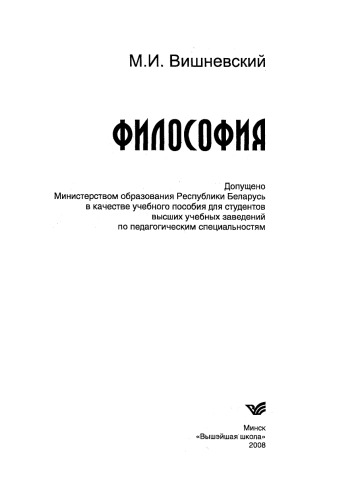 М.И. Вишневский
ФИЛОСОФИЯ
Допущено
Министерством образования Республики Беларусь
в качестве учебного пособия для студентов
высших учебных заведений
по педагогическим специальностям
Минск
«Вышэйшая школа»
2008